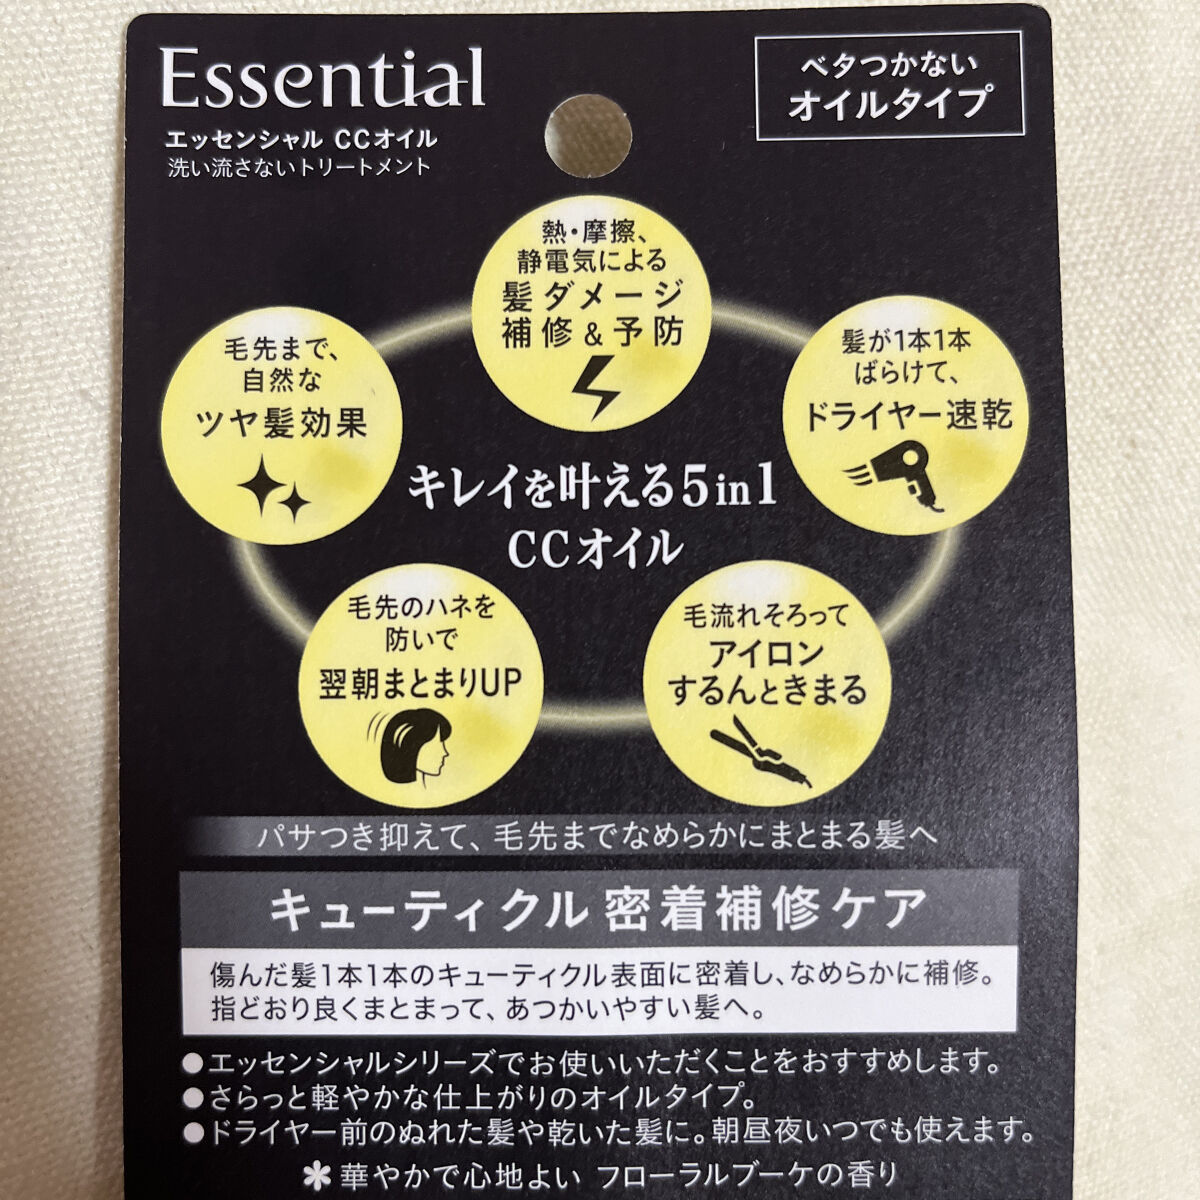 Essential
エッセンシャル CCオイル
洗い流さないトリートメント
ベタつかない
オイルタイプ
熱・摩擦、
静電気による
髪ダメージ
補修&予防
毛先まで、
自然な
ツヤ髪効果
髪が1本1本
ばらけて、
ドライヤー速乾
キレイを叶える5in1
CCオイル
毛先のハネを
防いで
翌朝まとまりUP
毛流れそろって
アイロン
するんときまる
パサつき抑えて、毛先までなめらかにまとまる髪へ
キューティクル 密着補修ケア
傷んだ髪1本1本のキューティクル表面に密着し、なめらかに補修。
指どおり良くまとまって、あつかいやすい髪へ。
●エッセンシャルシリーズでお使いいただくことをおすすめします。
●さらっと軽やかな仕上がりのオイルタイプ。
●ドライヤー前のぬれた髪や乾いた髪に。朝昼夜いつでも使えます。
＊華やかで心地よい フローラルブーケの香り